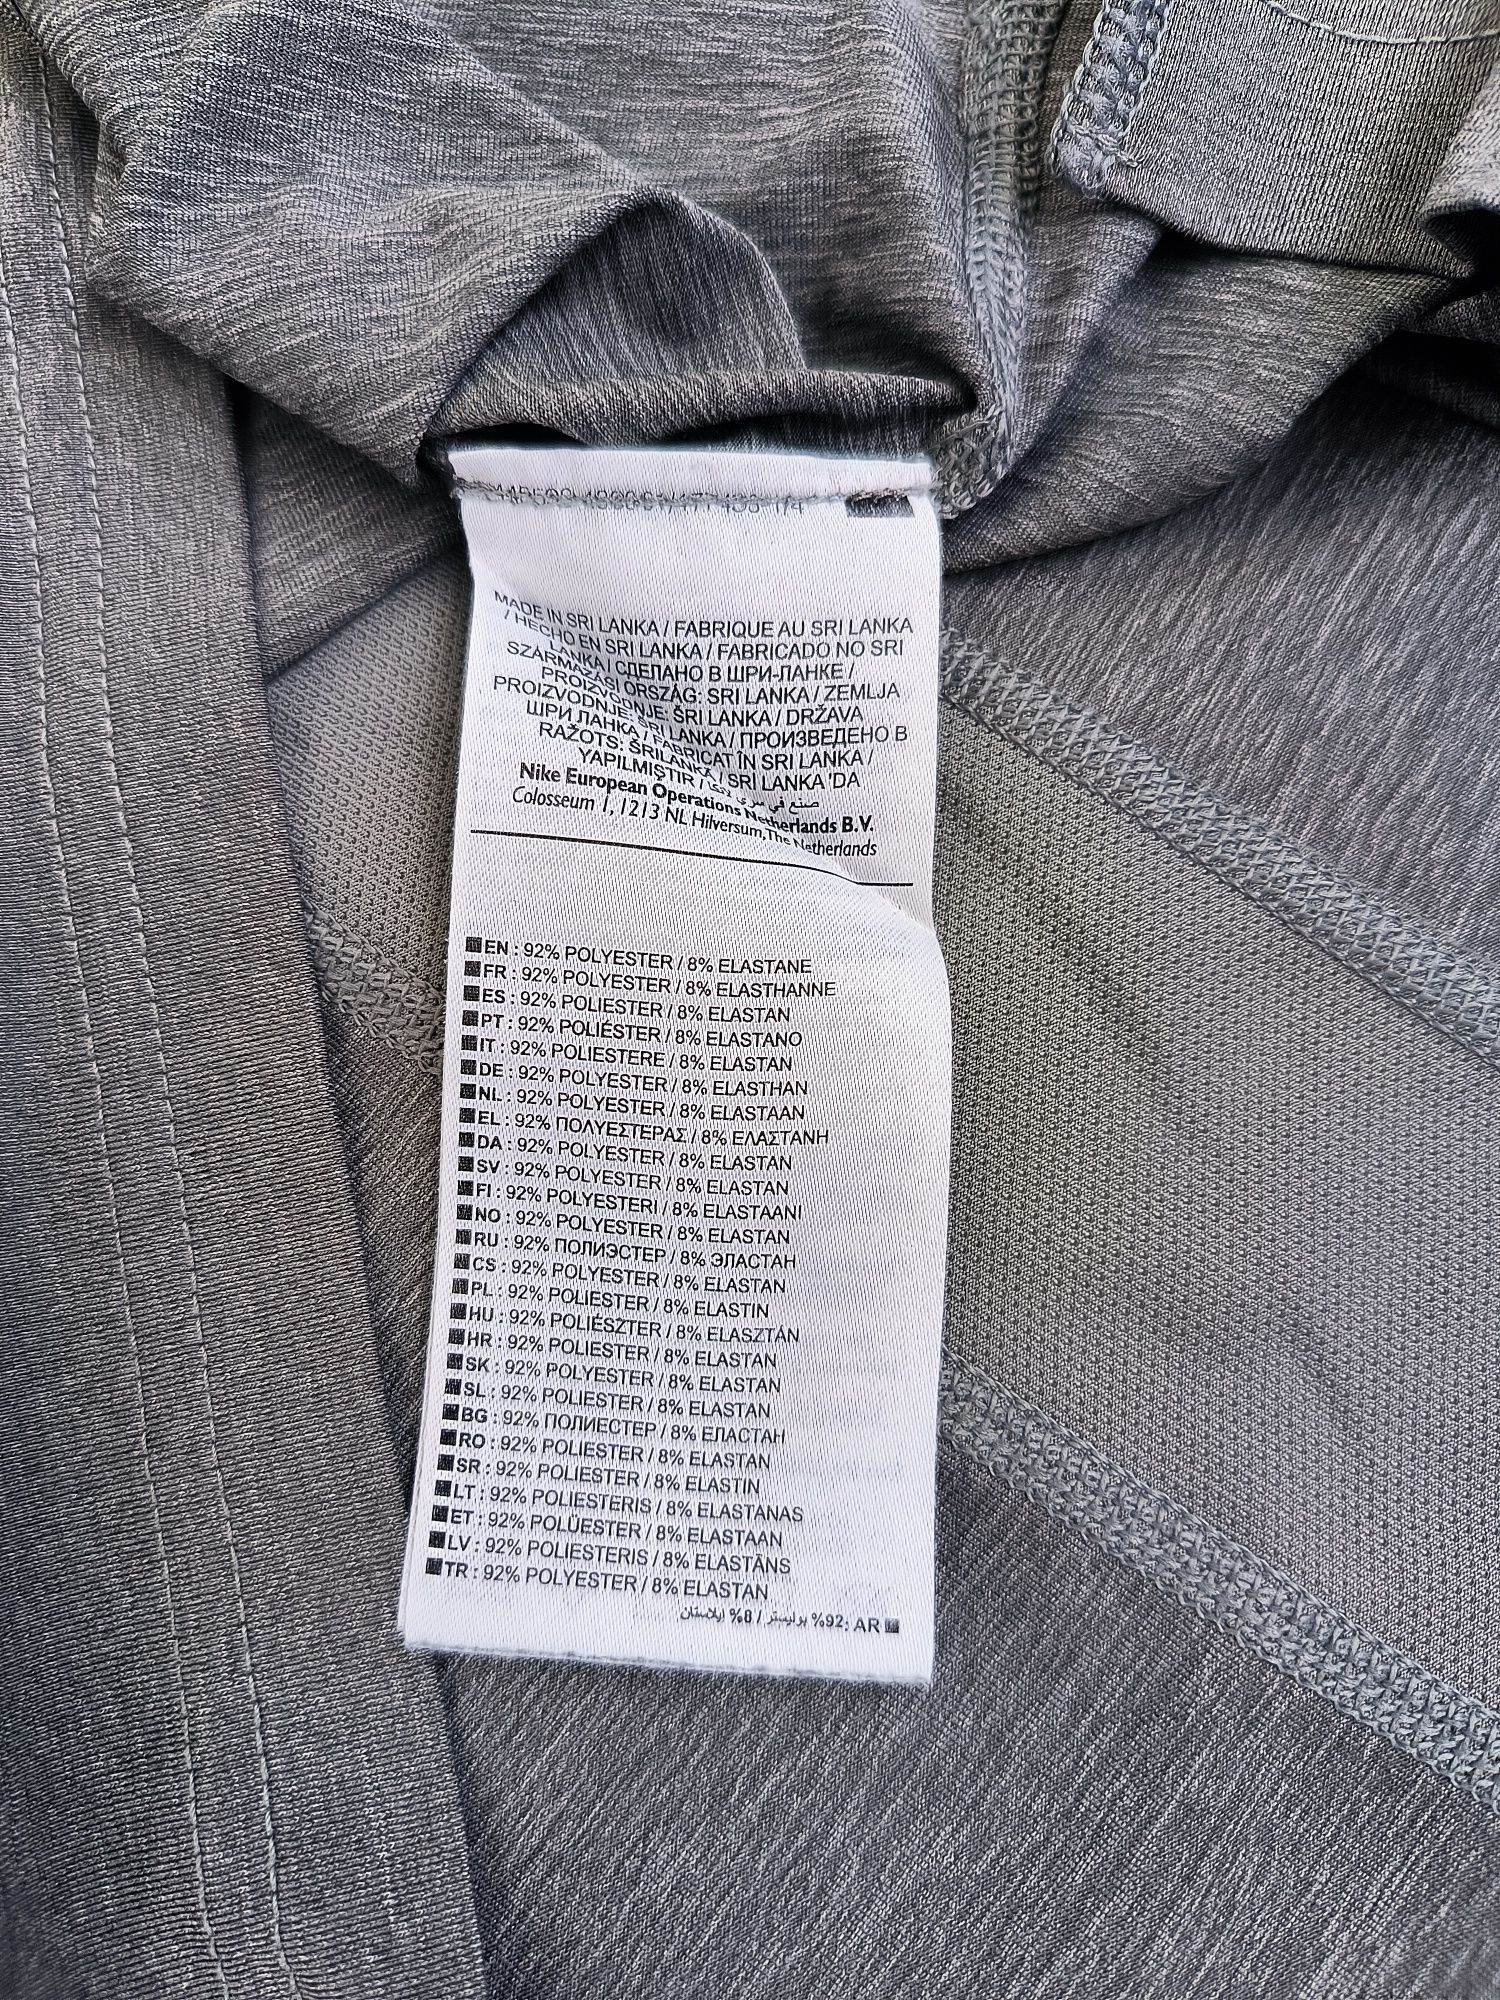 MADE IN SRI LANKA / FABRIQUE AU SRI LANKA
/ HECHO EN SRI LANKA / FABRICADO NO SRI
LANKA / СДЕЛАНО В ШРИ-ЛАНКЕ /
SZÁRMAZÁSI ORSZÁG: SRI LANKA / ZEMLJA
PROIZVODNJE: ŠRI LANKA / DRŽAVA
PROIZVODNJE: ŠRI LANKA / ПРОИЗВЕДЕНО В
ШРИ ЛАНКА / FABRICAT ÎN SRI LANKA /
RAŽOTS: ŠRILANKA / SRI LANKA 'DA
YAPILMIŞTIR / صنع في سري
Nike European Operations Netherlands B.V.
Colosseum 1, 1213 NL Hilversum, The Netherlands
EN : 92% POLYESTER / 8% ELASTANE
FR : 92% POLYESTER / 8% ELASTHANNE
ES : 92% POLIESTER / 8% ELASTAN
PT : 92% POLIÉSTER / 8% ELASTANO
IT : 92% POLIESTERE / 8% ELASTAN
DE : 92% POLYESTER / 8% ELASTHAN
NL : 92% POLYESTER / 8% ELASTAAN
EL : 92% ΠΟΛΥΕΣΤΕΡΑΣ / 8% ΕΛΑΣΤΑΝΗ
DA : 92% POLYESTER / 8% ELASTAN
SV : 92% POLYESTER / 8% ELASTAN
FI : 92% POLYESTERI / 8% ELASTAANI
NO : 92% POLYESTER / 8% ELASTAN
RU : 92% ПОЛИЭСТЕР / 8% ЭЛАСТАН
CS : 92% POLYESTER / 8% ELASTAN
PL : 92% POLIESTER / 8% ELASTIN
HU : 92% POLIÉSZTER / 8% ELASZTÁN
HR : 92% POLIESTER / 8% ELASTAN
SK : 92% POLYESTER / 8% ELASTAN
SL : 92% POLIESTER / 8% ELASTAN
BG : 92% ПОЛИЕСТЕР / 8% ЕЛАСТАН
RO : 92% POLIESTER / 8% ELASTAN
SR : 92% POLIESTER / 8% ELASTIN
LT : 92% POLIESTERIS / 8% ELASTANAS
ET : 92% POLÜESTER / 8% ELASTAAN
LV : 92% POLIESTERIS / 8% ELASTĀNS
TR : 92% POLYESTER / 8% ELASTAN
AR :92% بوليستر / 8% إيلاستان